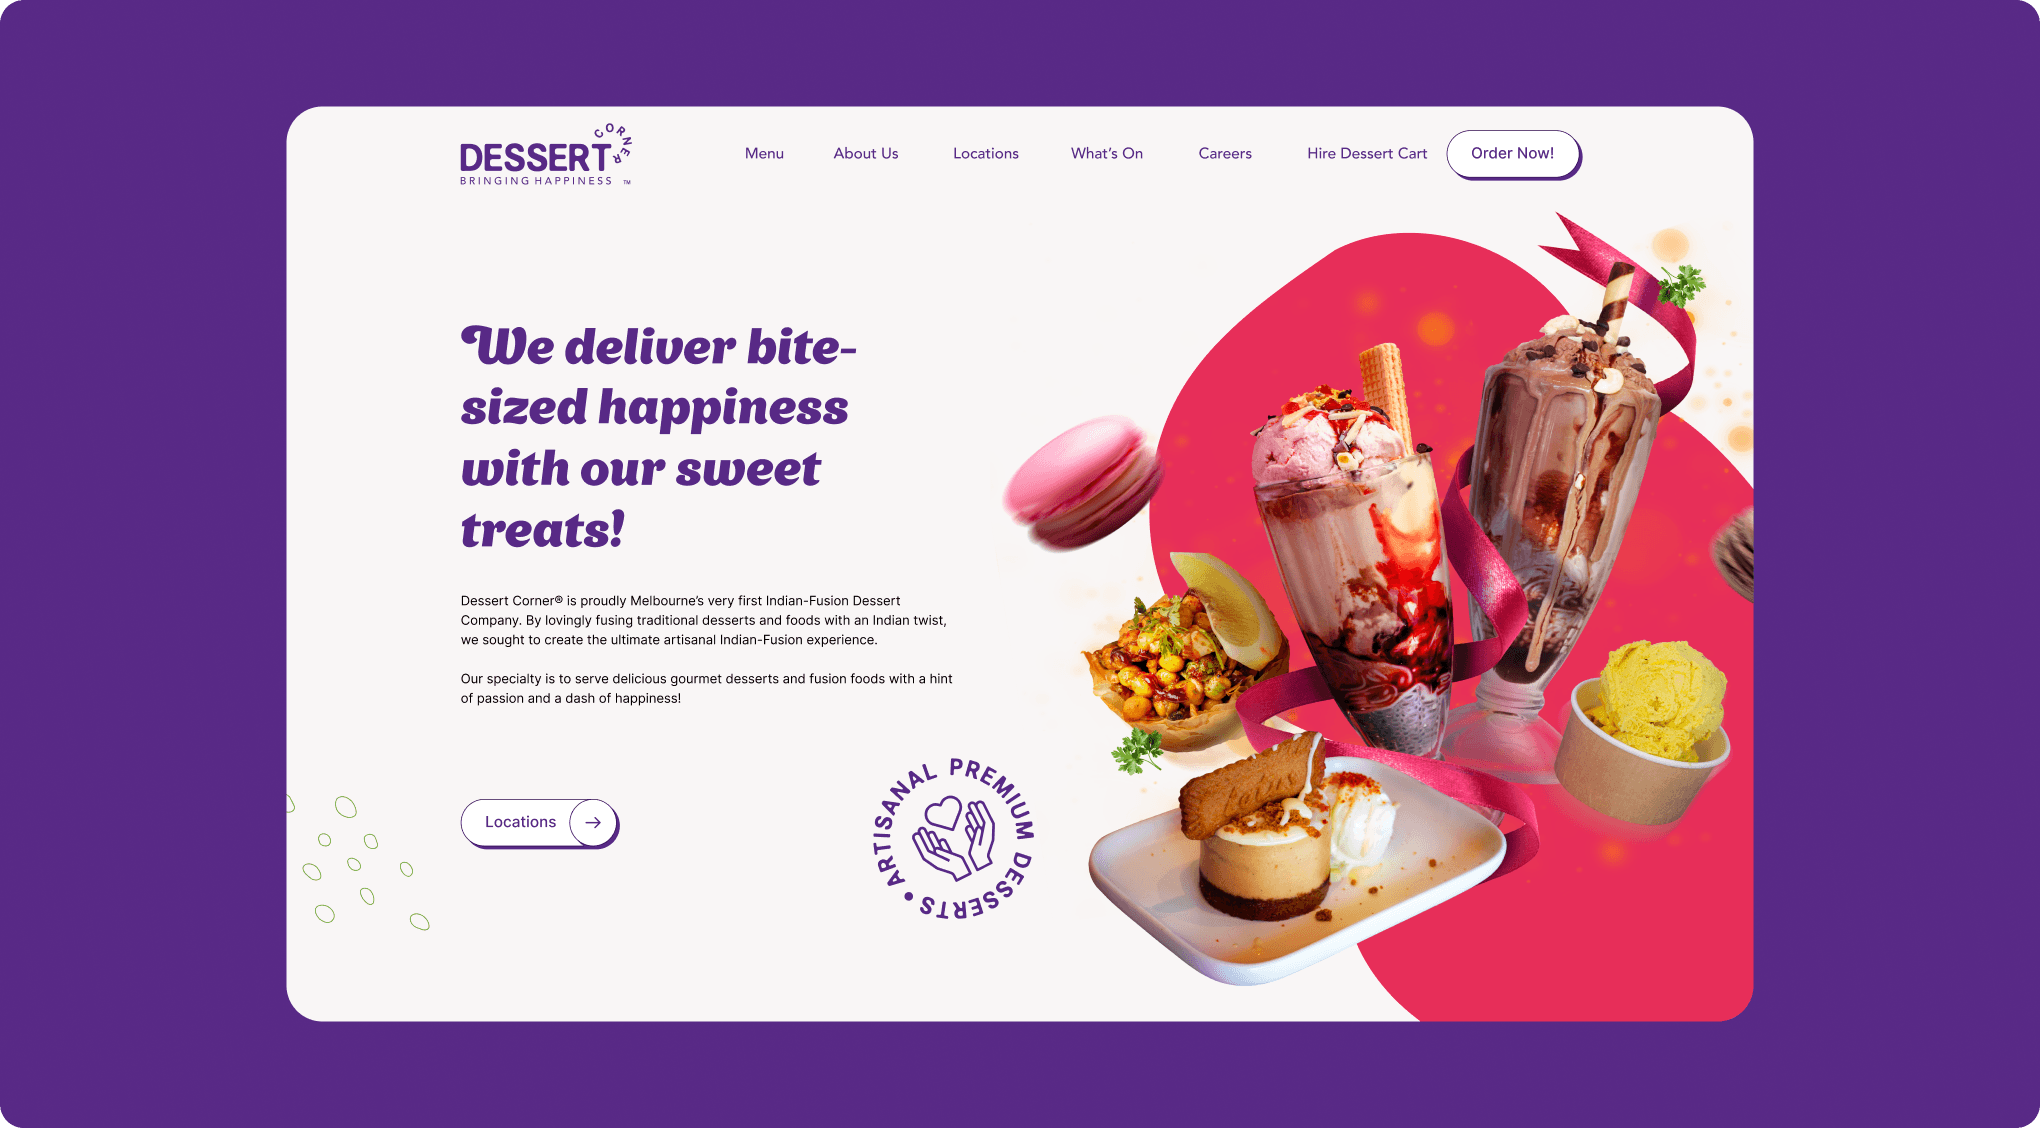 DESSERT CORNER
BRINGING HAPPINESS ™
Menu
About Us
Locations
What's On
Careers
Hire Dessert Cart
Order Now!
We deliver bite-
sized happiness
with our sweet
treats!
Dessert Corner® is proudly Melbourne's very first Indian-Fusion Dessert
Company. By lovingly fusing traditional desserts and foods with an Indian twist,
we sought to create the ultimate artisanal Indian-Fusion experience.
Our specialty is to serve delicious gourmet desserts and fusion foods with a hint
of passion and a dash of happiness!
Locations →
ARTISANAL PREMIUM DESSERTS •